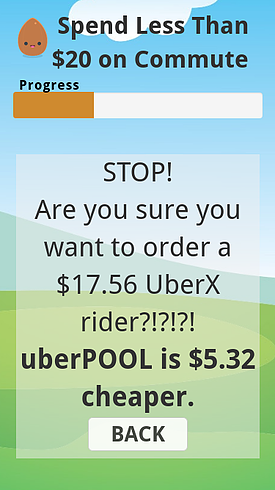 Spend Less Than
$20 on Commute
Progress
STOP!
Are you sure you
want to order a
$17.56 UberX
rider?!?!?!
uberPOOL is $5.32
cheaper.
BACK